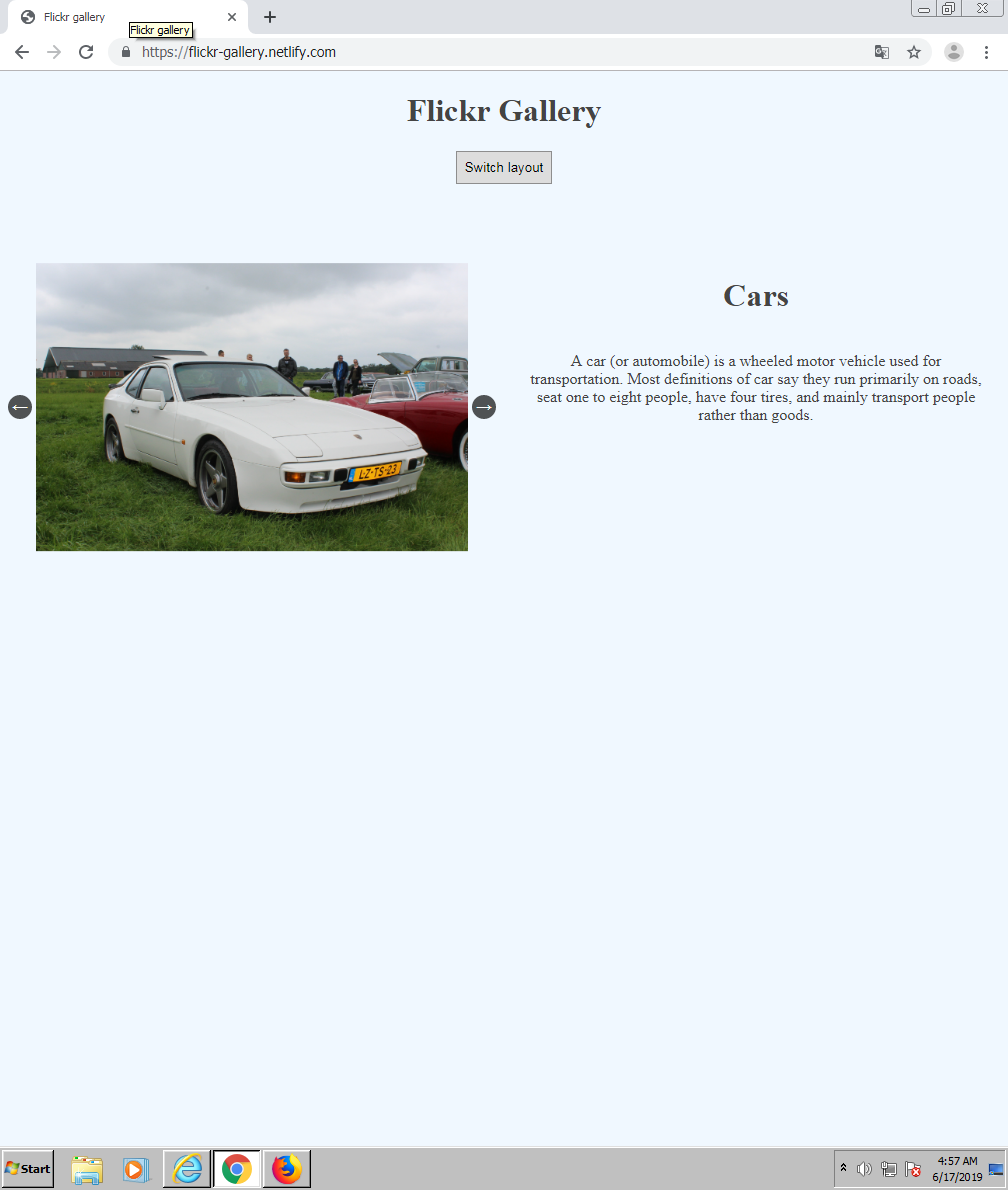 Flickr gallery
Flickr gallery
https://flickr-gallery.netlify.com
Flickr Gallery
Switch layout
←
→
LZ-TS-23
Cars
A car (or automobile) is a wheeled motor vehicle used for
transportation. Most definitions of car say they run primarily on roads,
seat one to eight people, have four tires, and mainly transport people
rather than goods.
Start
4:57 AM
6/17/2019